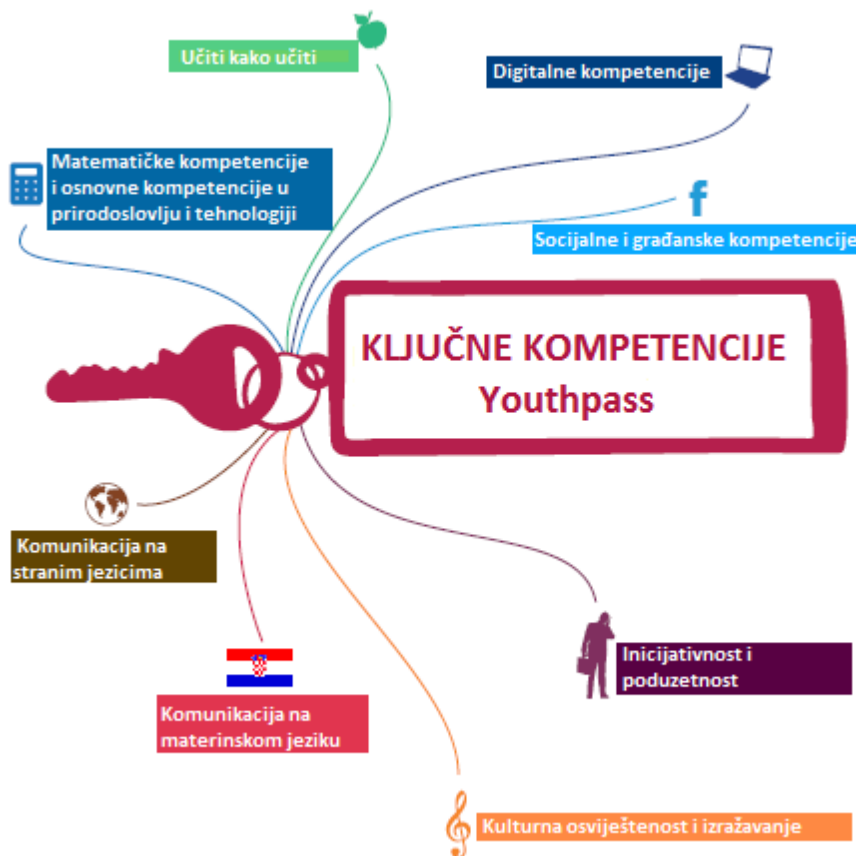 Učiti kako učiti
Digitalne kompetencije
Matematičke kompetencije
i osnovne kompetencije u
prirodoslovlju i tehnologiji
f
Socijalne i građanske kompetencije
KLJUČNE KOMPETENCIJE
Youthpass
Komunikacija na
stranim jezicima
Inicijativnost i
poduzetnost
Komunikacija na
materinskom jeziku
Kulturna osviještenost i izražavanje